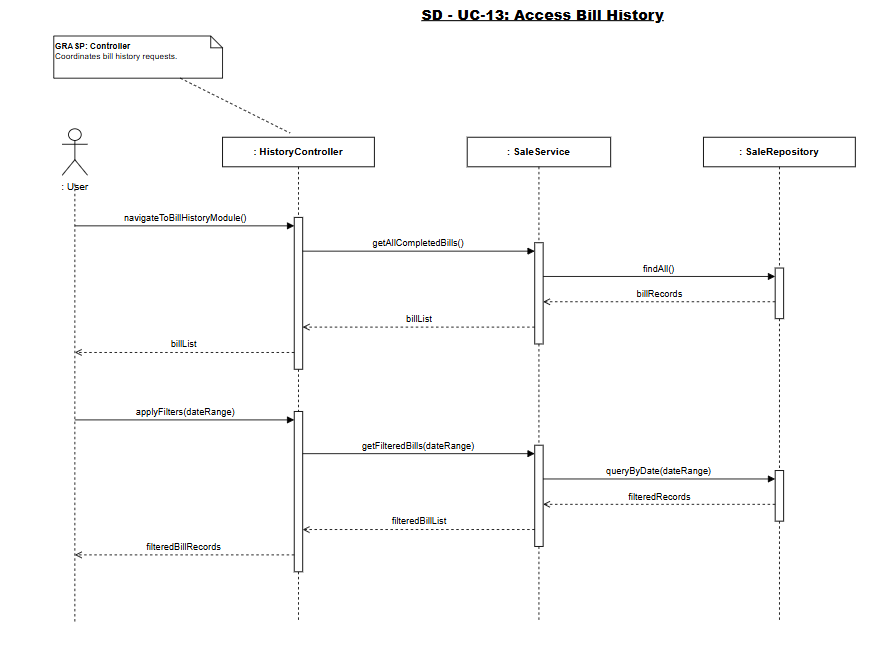 SD - UC-13: Access Bill History
GRASP: Controller
Coordinates bill history requests.
: User
: HistoryController
: SaleService
: SaleRepository
navigateToBillHistoryModule()
getAllCompletedBills()
findAll()
billRecords
billList
billList
applyFilters(dateRange)
getFilteredBills(dateRange)
queryByDate(dateRange)
filteredRecords
filteredBillList
filteredBillRecords